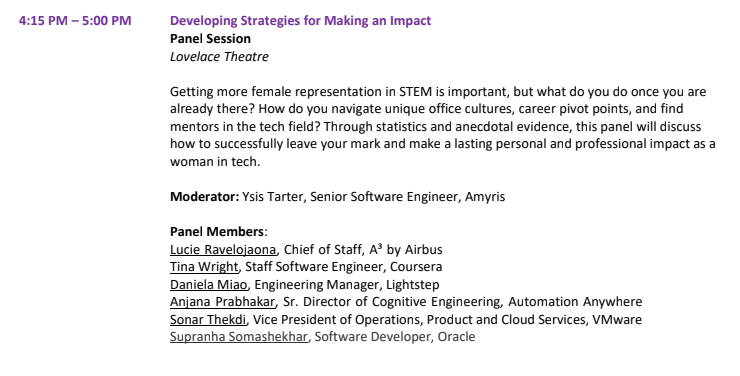 4:15 PM – 5:00 PM Developing Strategies for Making an Impact
Panel Session
Lovelace Theatre
Getting more female representation in STEM is important, but what do you do once you are
already there? How do you navigate unique office cultures, career pivot points, and find
mentors in the tech field? Through statistics and anecdotal evidence, this panel will discuss
how to successfully leave your mark and make a lasting personal and professional impact as a
woman in tech.
Moderator: Ysis Tarter, Senior Software Engineer, Amyris
Panel Members:
Lucie Ravelojaona, Chief of Staff, A³ by Airbus
Tina Wright, Staff Software Engineer, Coursera
Daniela Miao, Engineering Manager, Lightstep
Anjana Prabhakar, Sr. Director of Cognitive Engineering, Automation Anywhere
Sonar Thekdi, Vice President of Operations, Product and Cloud Services, VMware
Supranha Somashekhar, Software Developer, Oracle